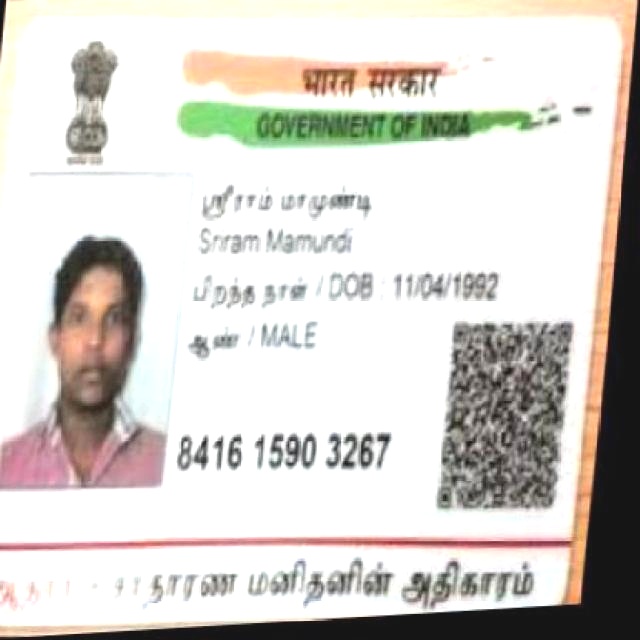 भारत सरकार
GOVERNMENT OF INDIA
ஸ்ரீராம் மாமுண்டி
Sriram Mamundi
பிறந்த நாள் / DOB : 11/04/1992
ஆண் / MALE
8416 1590 3267
சாதாரண மனிதனின் அதிகாரம்